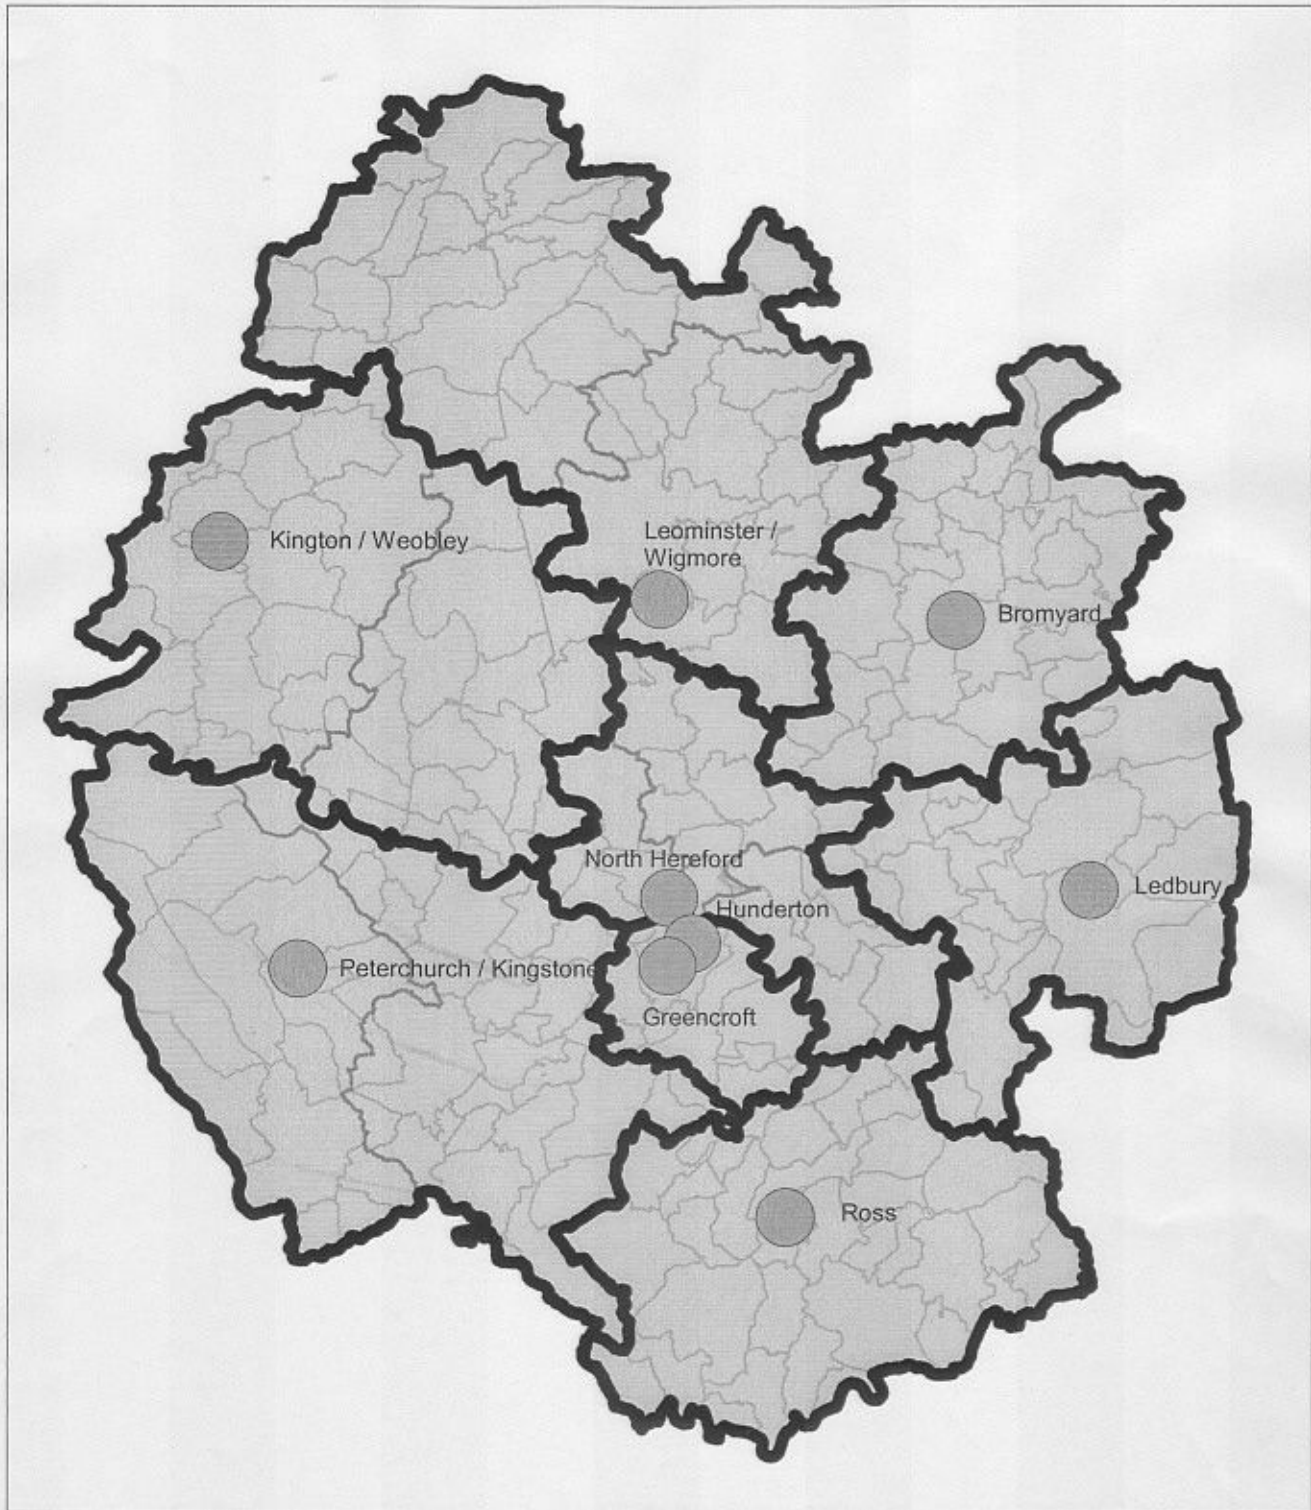 Leominster /
Wigmore
Kington / Weobley
Bromyard
North Hereford
Ledbury
Hunderton
Peterchurch / Kingstone
Greencroft
Ross